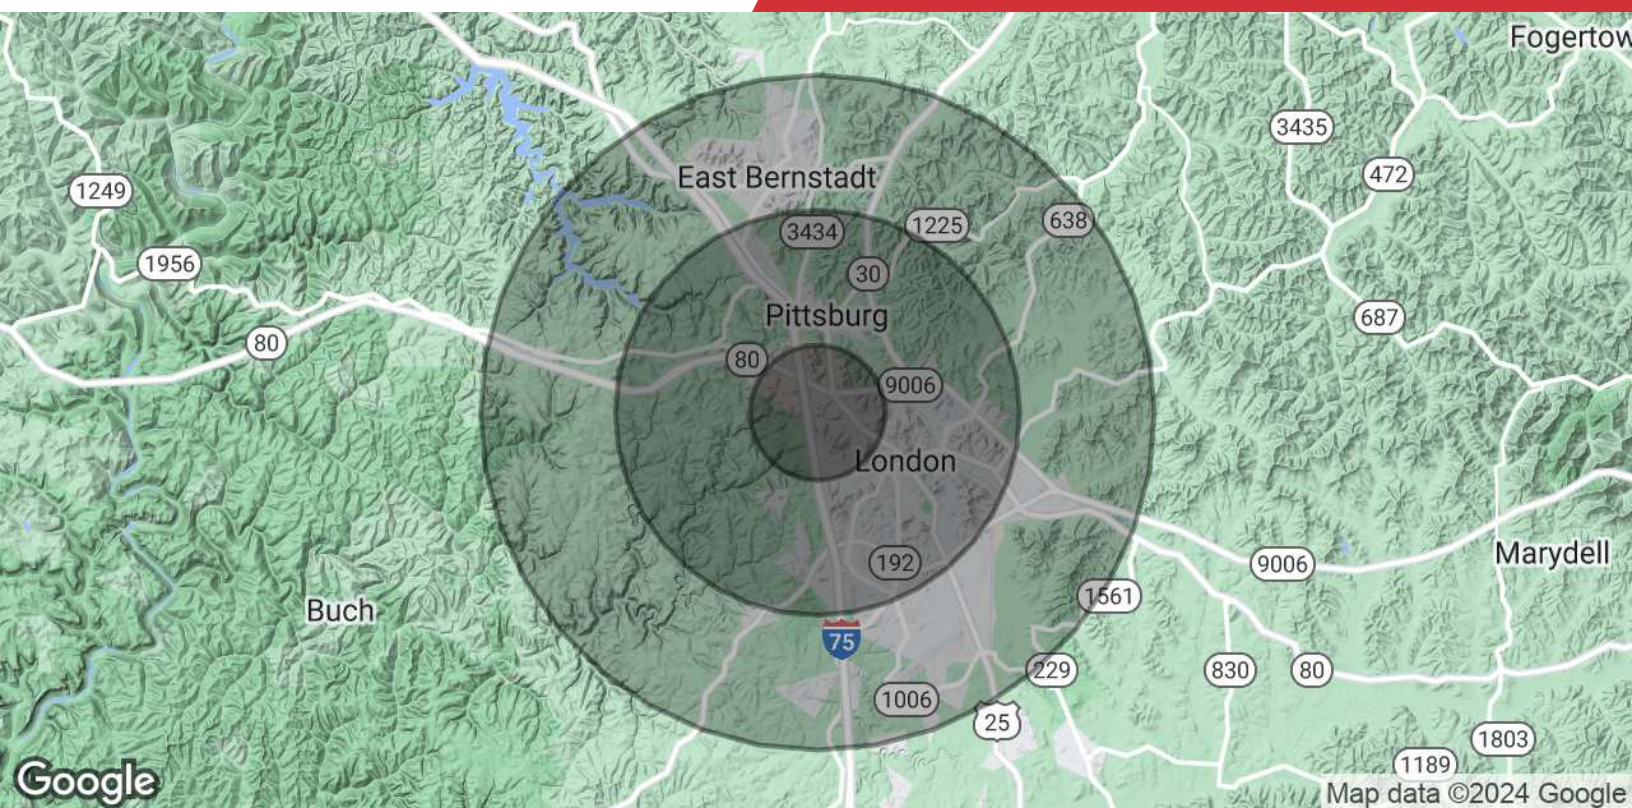 Fogertow
3435
472
1249
East Bernstadt
638
1225
3434
1956
30
687
Pittsburg
80
80
9006
London
Marydell
192
9006
1561
Buch
75
229
830
80
1006
25
1803
1189
Google
Map data ©2024 Google